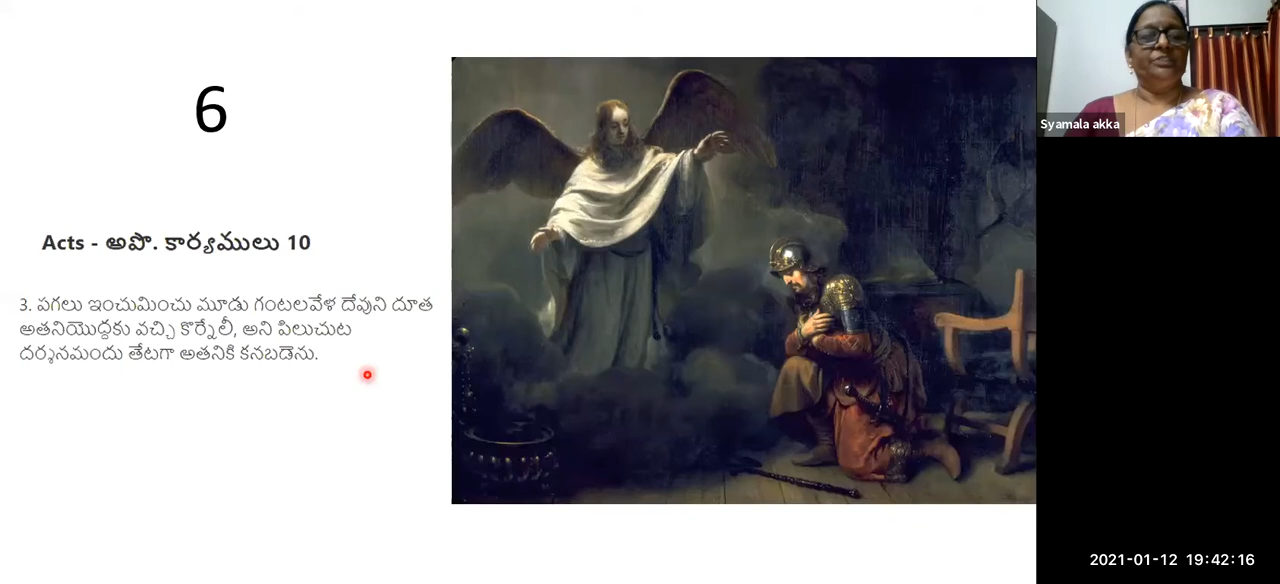 6
Acts - అపొ. కార్యములు 10
3. పగలు ఇంచుమించు మూడు గంటలవేళ దేవుని దూత
అతనియొద్దకు వచ్చి కొర్నేలీ, అని పిలుచుట
దర్శనమందు తేటగా అతనికి కనబడెను.
Syamala akka
2021-01-12 19:42:16